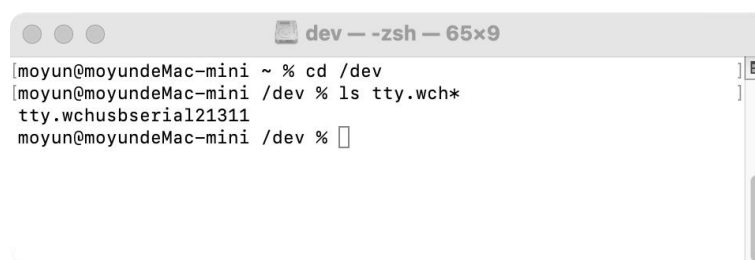 dev — -zsh — 65×9
[moyun@moyundeMac-mini ~ % cd /dev ]
[moyun@moyundeMac-mini /dev % ls tty.wch* ]
tty.wchusbserial21311
moyun@moyundeMac-mini /dev %